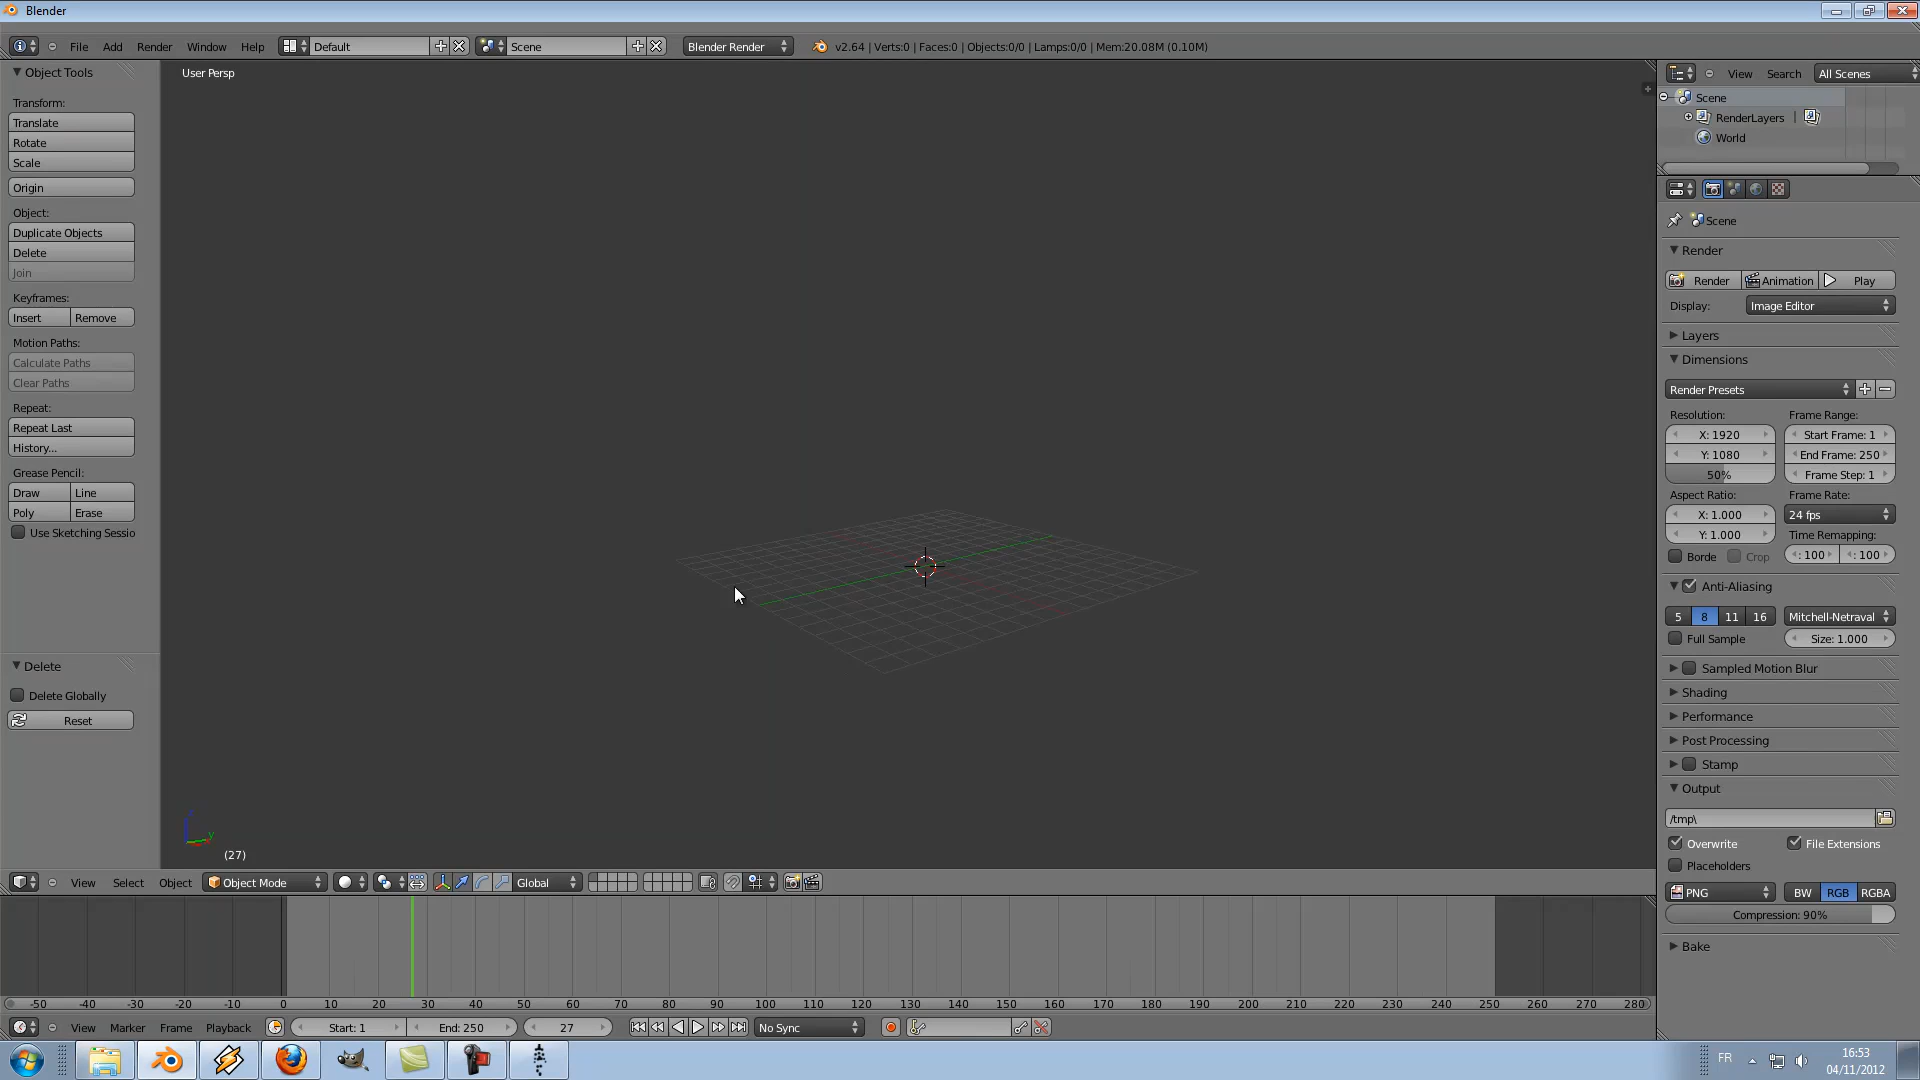 Blender
File Add Render Window Help Default Scene Blender Render v2.64 | Verts:0 | Faces:0 | Objects:0/0 | Lamps:0/0 | Mem:20.08M (0.10M)
Object Tools
Transform:
Translate
Rotate
Scale
Origin
Object:
Duplicate Objects
Delete
Join
Keyframes:
Insert Remove
Motion Paths:
Calculate Paths
Clear Paths
Repeat:
Repeat Last
History...
Grease Pencil:
Draw Line
Poly Erase
Use Sketching Sessio
Delete
Delete Globally
Reset
User Persp
y
(27)
View Select Object Object Mode Global
-50 -40 -30 -20 -10 0 10 20 30 40 50 60 70 80 90 100 110 120 130 140 150 160 170 180 190 200 210 220 230 240 250 260 270 280
View Marker Frame Playback Start: 1 End: 250 27 No Sync
View Search All Scenes
Scene
RenderLayers |
World
Scene
Render
Render Animation Play
Display: Image Editor
Layers
Dimensions
Render Presets
Resolution: Frame Range:
X: 1920 Start Frame: 1
Y: 1080 End Frame: 250
50% Frame Step: 1
Aspect Ratio: Frame Rate:
X: 1.000 24 fps
Y: 1.000 Time Remapping:
Borde Crop : 100 : 100
Anti-Aliasing
5 8 11 16 Mitchell-Netraval
Full Sample Size: 1.000
Sampled Motion Blur
Shading
Performance
Post Processing
Stamp
Output
/tmp\
Overwrite File Extensions
Placeholders
PNG BW RGB RGBA
Compression: 90%
Bake
FR 16:53
04/11/2012